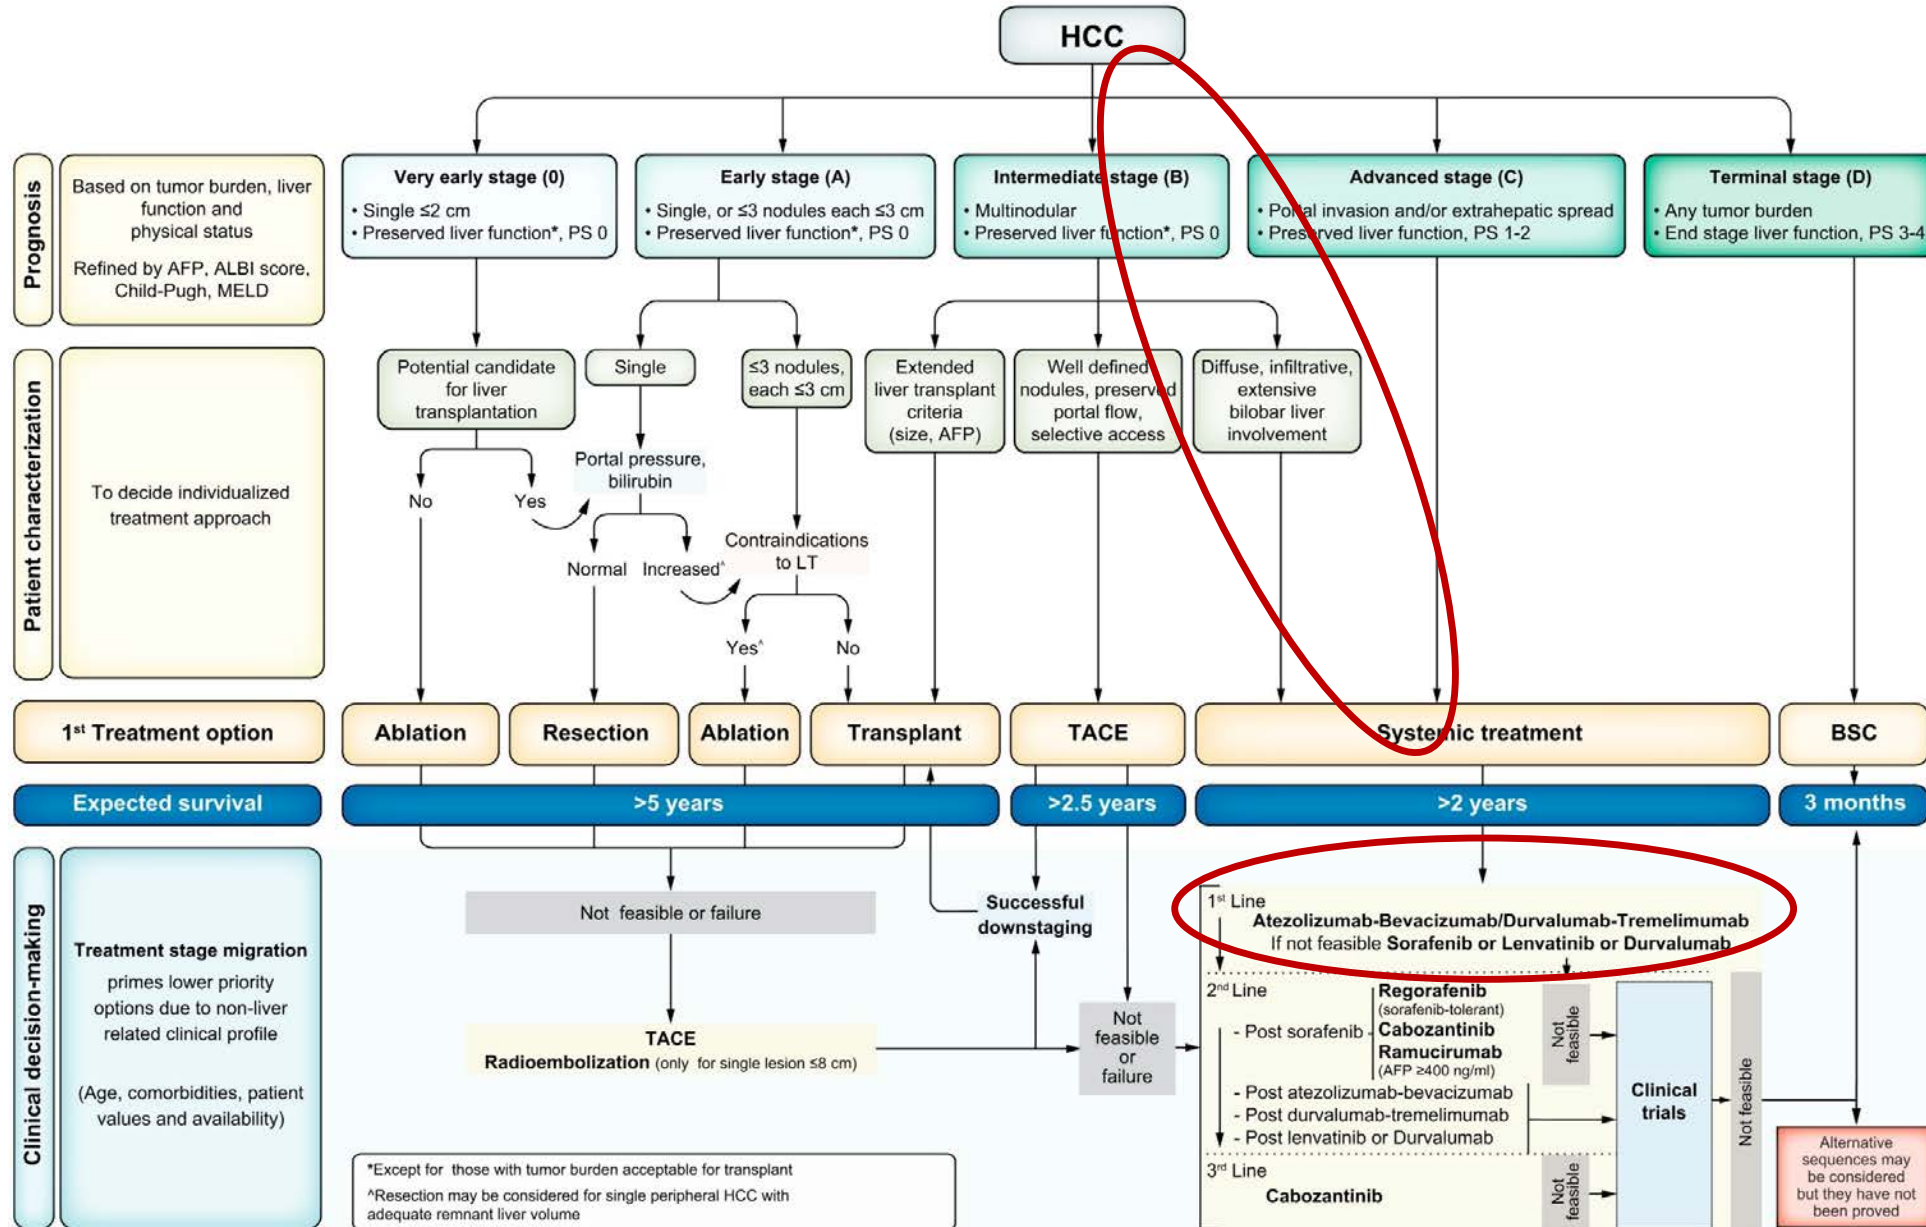 HCC
Prognosis
Based on tumor burden, liver
function and
physical status
Refined by AFP, ALBI score,
Child-Pugh, MELD
Very early stage (0)
• Single ≤2 cm
• Preserved liver function*, PS 0
Early stage (A)
• Single, or ≤3 nodules each ≤3 cm
• Preserved liver function*, PS 0
Intermediate stage (B)
• Multinodular
• Preserved liver function*, PS 0
Advanced stage (C)
• Portal invasion and/or extrahepatic spread
• Preserved liver function, PS 1-2
Terminal stage (D)
• Any tumor burden
• End stage liver function, PS 3-4
Patient characterization
To decide individualized
treatment approach
Potential candidate
for liver
transplantation
Single
≤3 nodules,
each ≤3 cm
Extended
liver transplant
criteria
(size, AFP)
Well defined
nodules, preserved
portal flow,
selective access
Diffuse, infiltrative,
extensive
bilobar liver
involvement
No
Yes
Portal pressure,
bilirubin
Normal
Increased^
Contraindications
to LT
Yes^
No
1st Treatment option
Ablation
Resection
Ablation
Transplant
TACE
Systemic treatment
BSC
Expected survival
>5 years
>2.5 years
>2 years
3 months
Clinical decision-making
Treatment stage migration
primes lower priority
options due to non-liver
related clinical profile
(Age, comorbidities, patient
values and availability)
Not feasible or failure
Successful
downstaging
TACE
Radioembolization (only for single lesion ≤8 cm)
Not
feasible
or
failure
1st Line
Atezolizumab-Bevacizumab/Durvalumab-Tremelimumab
If not feasible Sorafenib or Lenvatinib or Durvalumab
2nd Line
- Post sorafenib
Regorafenib
(sorafenib-tolerant)
Cabozantinib
Ramucirumab
(AFP ≥400 ng/ml)
Not
feasible
- Post atezolizumab-bevacizumab
- Post durvalumab-tremelimumab
- Post lenvatinib or Durvalumab
3rd Line
Cabozantinib
Not
feasible
Clinical
trials
Not feasible
Alternative
sequences may
be considered
but they have not
been proved
*Except for those with tumor burden acceptable for transplant
^Resection may be considered for single peripheral HCC with
adequate remnant liver volume